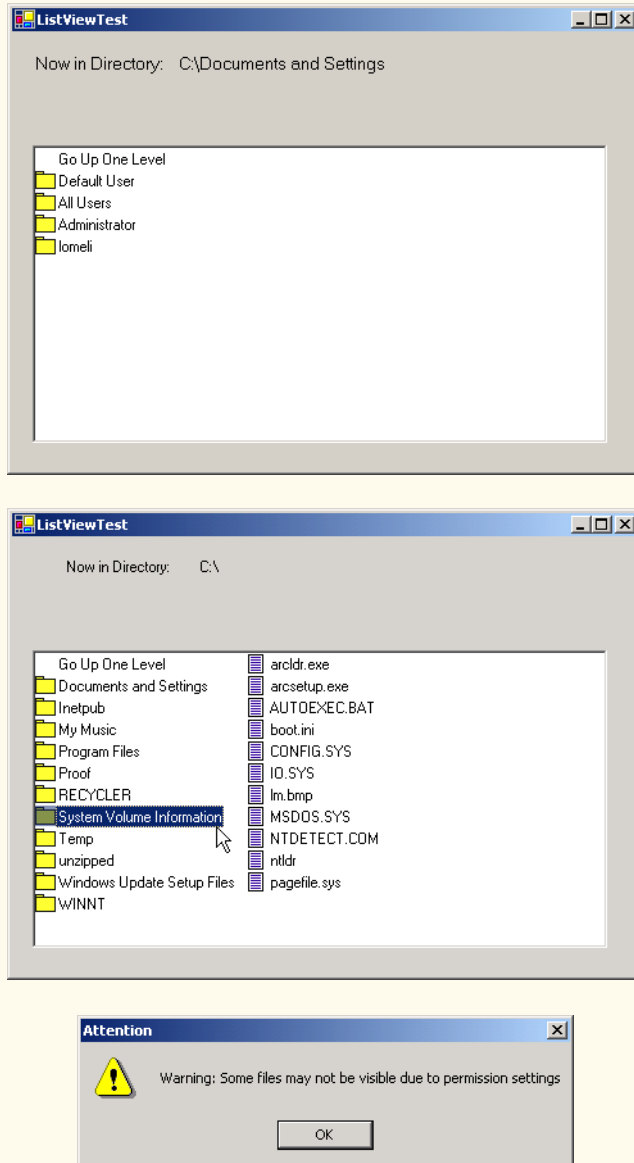 ListViewTest
Now in Directory: C:\Documents and Settings
Go Up One Level
Default User
All Users
Administrator
lomeli
ListViewTest
Now in Directory: C:\
Go Up One Level
Documents and Settings
Inetpub
My Music
Program Files
Proof
RECYCLER
System Volume Information
Temp
unzipped
Windows Update Setup Files
WINNT
arcldr.exe
arcsetup.exe
AUTOEXEC.BAT
boot.ini
CONFIG.SYS
IO.SYS
lm.bmp
MSDOS.SYS
NTDETECT.COM
ntldr
pagefile.sys
Attention
Warning: Some files may not be visible due to permission settings
OK